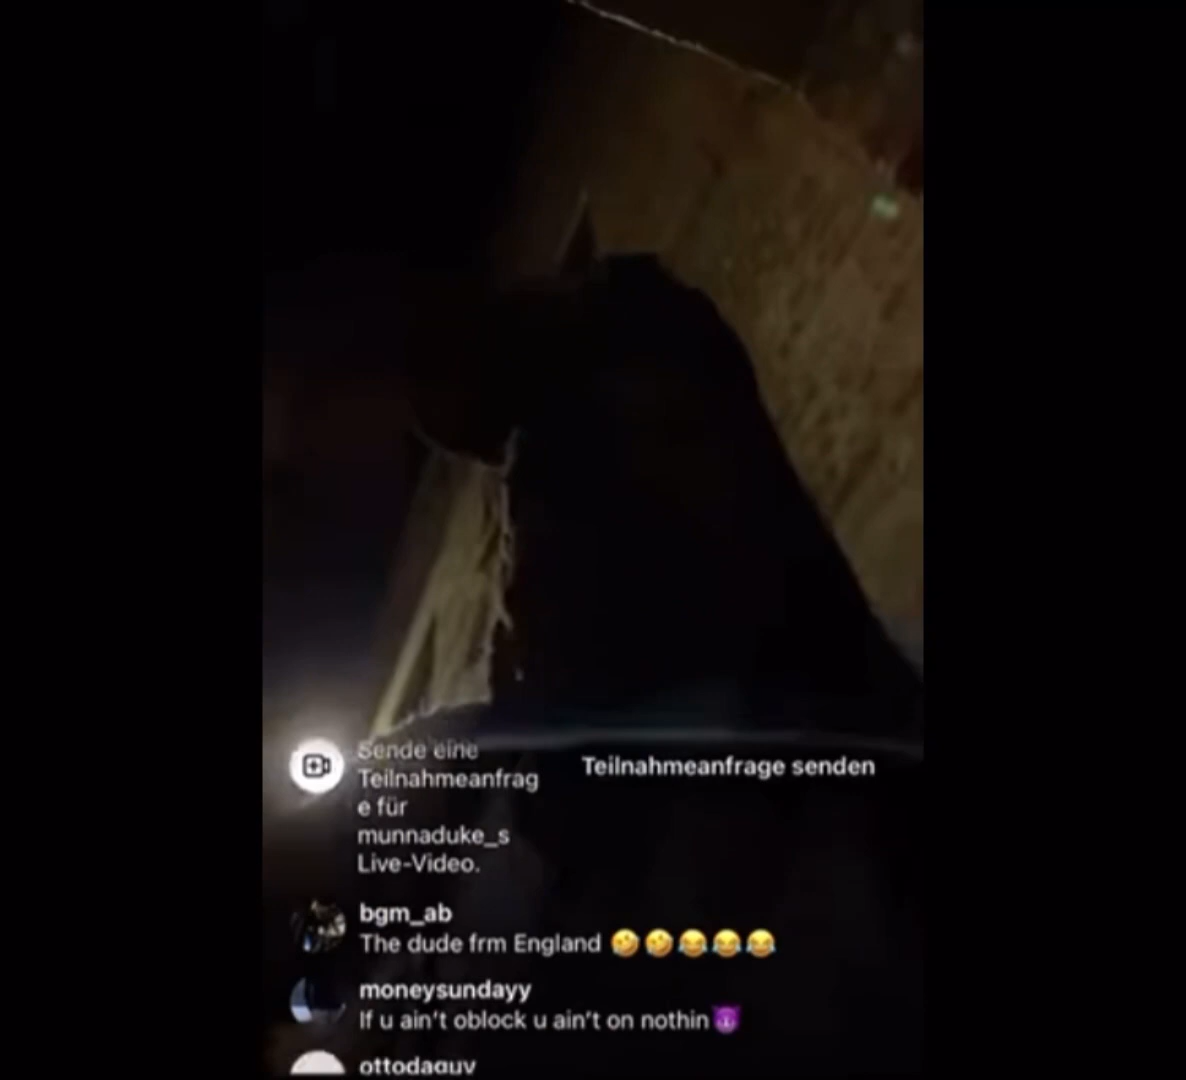 Sende eine
Teilnahmeanfrag
e für
munnaduke_s
Live-Video.
Teilnahmeanfrage senden
bgm_ab
The dude frm England 🤣🤣😂😂😂
moneysundayy
If u ain't oblock u ain't on nothin😈